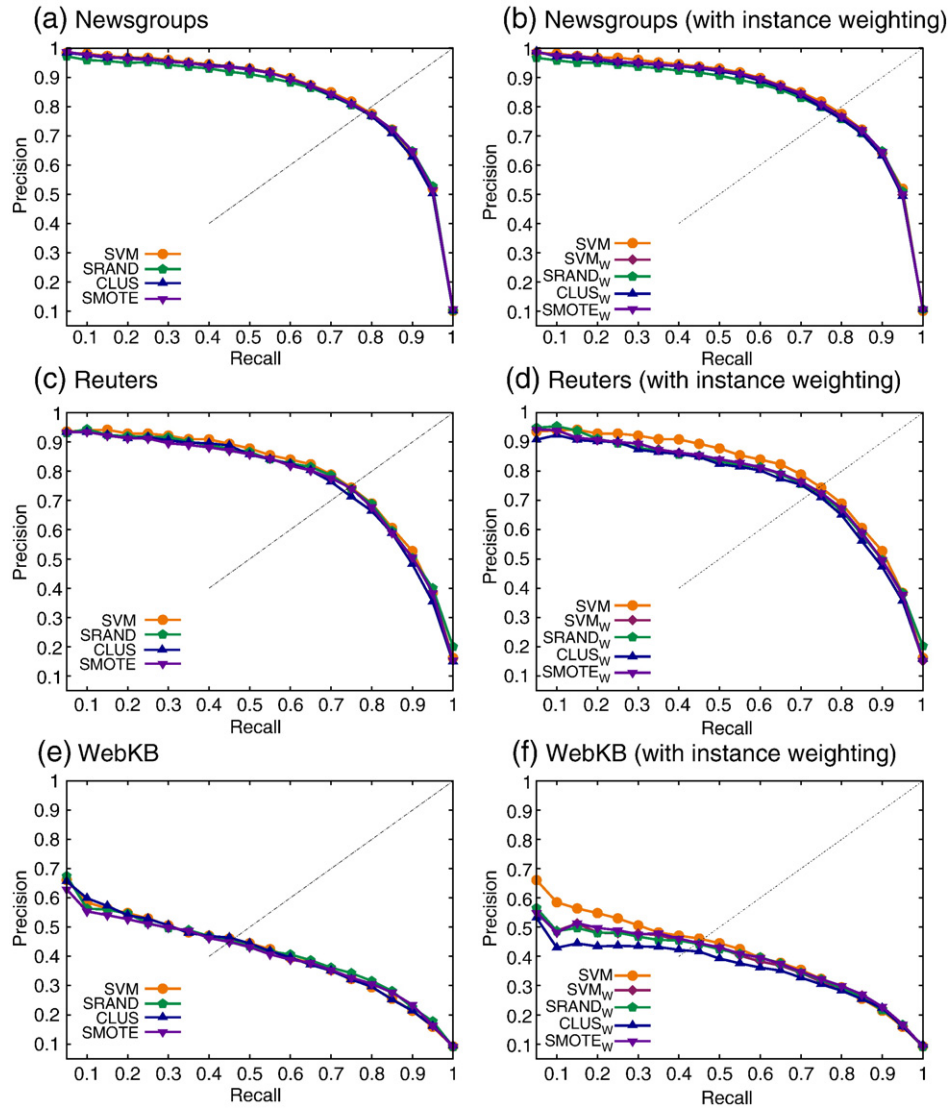 (a) Newsgroups
1
0.9
0.8
0.7
0.6
0.5
0.4
0.3
0.2
0.1
Precision
SVM
SRAND
CLUS
SMOTE
0.1 0.2 0.3 0.4 0.5 0.6 0.7 0.8 0.9 1
Recall
(b) Newsgroups (with instance weighting)
1
0.9
0.8
0.7
0.6
0.5
0.4
0.3
0.2
0.1
Precision
SVM
SVM_W
SRAND_W
CLUS_W
SMOTE_W
0.1 0.2 0.3 0.4 0.5 0.6 0.7 0.8 0.9 1
Recall
(c) Reuters
1
0.9
0.8
0.7
0.6
0.5
0.4
0.3
0.2
0.1
Precision
SVM
SRAND
CLUS
SMOTE
0.1 0.2 0.3 0.4 0.5 0.6 0.7 0.8 0.9 1
Recall
(d) Reuters (with instance weighting)
1
0.9
0.8
0.7
0.6
0.5
0.4
0.3
0.2
0.1
Precision
SVM
SVM_W
SRAND_W
CLUS_W
SMOTE_W
0.1 0.2 0.3 0.4 0.5 0.6 0.7 0.8 0.9 1
Recall
(e) WebKB
1
0.9
0.8
0.7
0.6
0.5
0.4
0.3
0.2
0.1
Precision
SVM
SRAND
CLUS
SMOTE
0.1 0.2 0.3 0.4 0.5 0.6 0.7 0.8 0.9 1
Recall
(f) WebKB (with instance weighting)
1
0.9
0.8
0.7
0.6
0.5
0.4
0.3
0.2
0.1
Precision
SVM
SVM_W
SRAND_W
CLUS_W
SMOTE_W
0.1 0.2 0.3 0.4 0.5 0.6 0.7 0.8 0.9 1
Recall